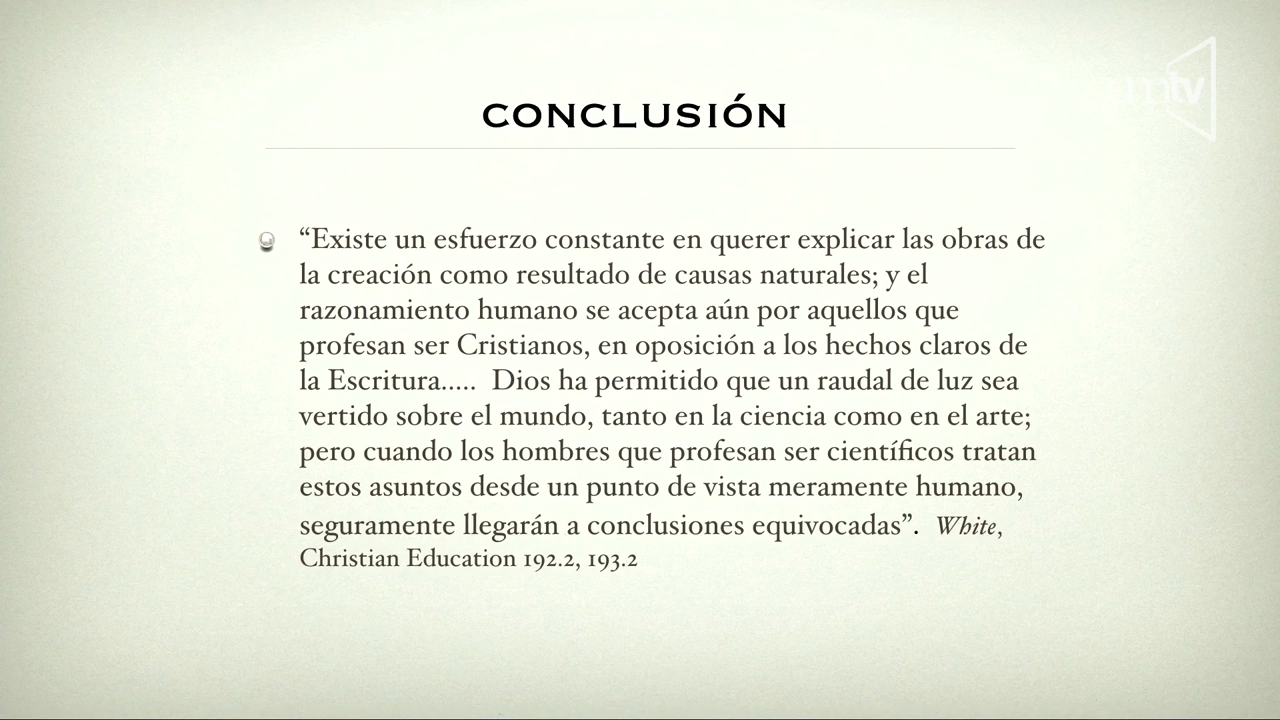 CONCLUSIÓN
“Existe un esfuerzo constante en querer explicar las obras de
la creación como resultado de causas naturales; y el
razonamiento humano se acepta aún por aquellos que
profesan ser Cristianos, en oposición a los hechos claros de
la Escritura..... Dios ha permitido que un raudal de luz sea
vertido sobre el mundo, tanto en la ciencia como en el arte;
pero cuando los hombres que profesan ser científicos tratan
estos asuntos desde un punto de vista meramente humano,
seguramente llegarán a conclusiones equivocadas”. White,
Christian Education 192.2, 193.2